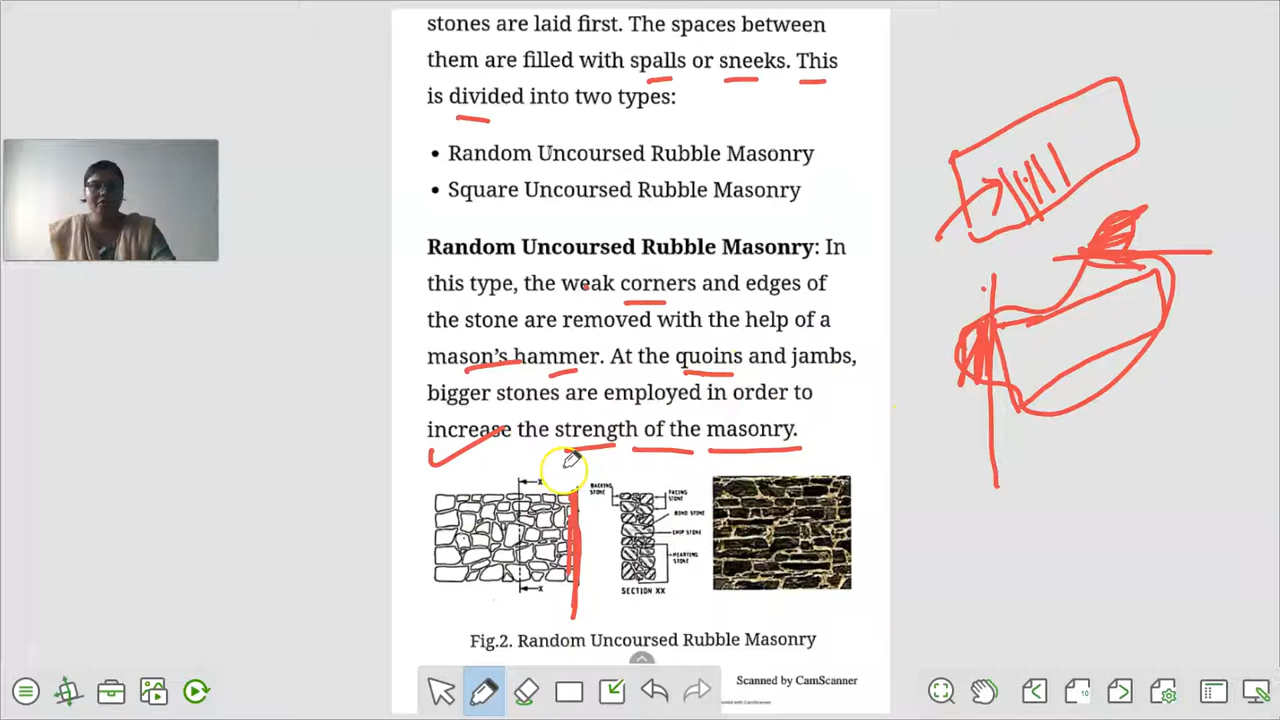 stones are laid first. The spaces between
them are filled with spalls or sneeks. This
is divided into two types:
• Random Uncoursed Rubble Masonry
• Square Uncoursed Rubble Masonry
Random Uncoursed Rubble Masonry: In
this type, the weak corners and edges of
the stone are removed with the help of a
mason's hammer. At the quoins and jambs,
bigger stones are employed in order to
increase the strength of the masonry.
X
X
BACKING
STONE
FACING
STONE
BOND STONE
CHIP STONE
HEARTING
STONE
SECTION XX
Fig.2. Random Uncoursed Rubble Masonry
Scanned by CamScanner
10